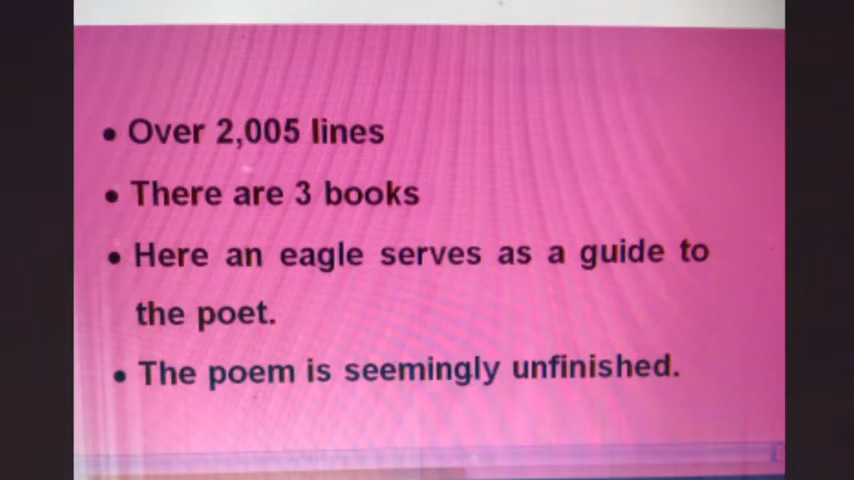 • Over 2,005 lines
• There are 3 books
• Here an eagle serves as a guide to
the poet.
• The poem is seemingly unfinished.